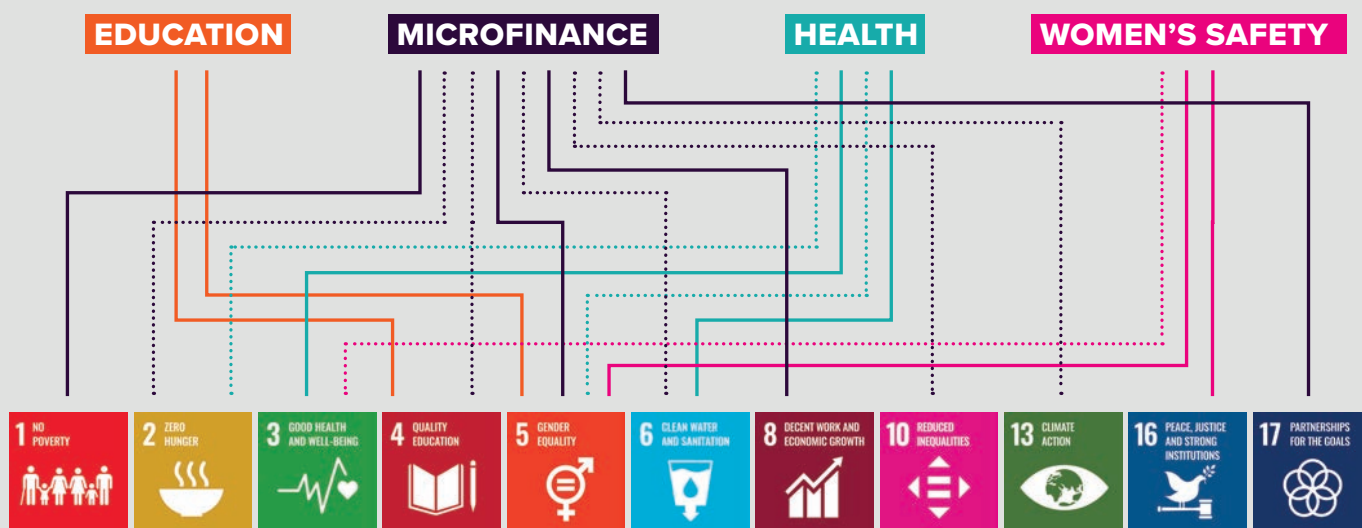 EDUCATION
MICROFINANCE
HEALTH
WOMEN'S SAFETY
1 NO
POVERTY
2 ZERO
HUNGER
3 GOOD HEALTH
AND WELL-BEING
4 QUALITY
EDUCATION
5 GENDER
EQUALITY
6 CLEAN WATER
AND SANITATION
8 DECENT WORK AND
ECONOMIC GROWTH
10 REDUCED
INEQUALITIES
13 CLIMATE
ACTION
16 PEACE, JUSTICE
AND STRONG
INSTITUTIONS
17 PARTNERSHIPS
FOR THE GOALS